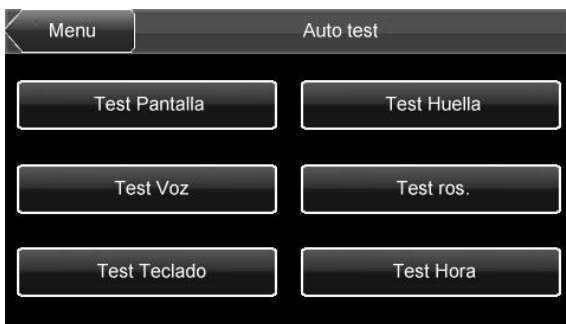 Menu
Auto test
Test Pantalla
Test Huella
Test Voz
Test ros.
Test Teclado
Test Hora